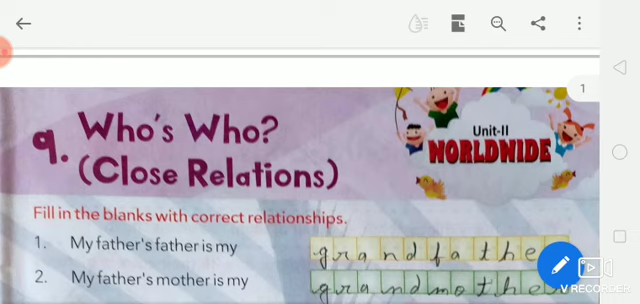 1
9. Who's Who?
(Close Relations)
Unit-II
WORLDWIDE
Fill in the blanks with correct relationships.
1. My father's father is my grandfathe
2. My father's mother is my grandmothe
V RECORDER